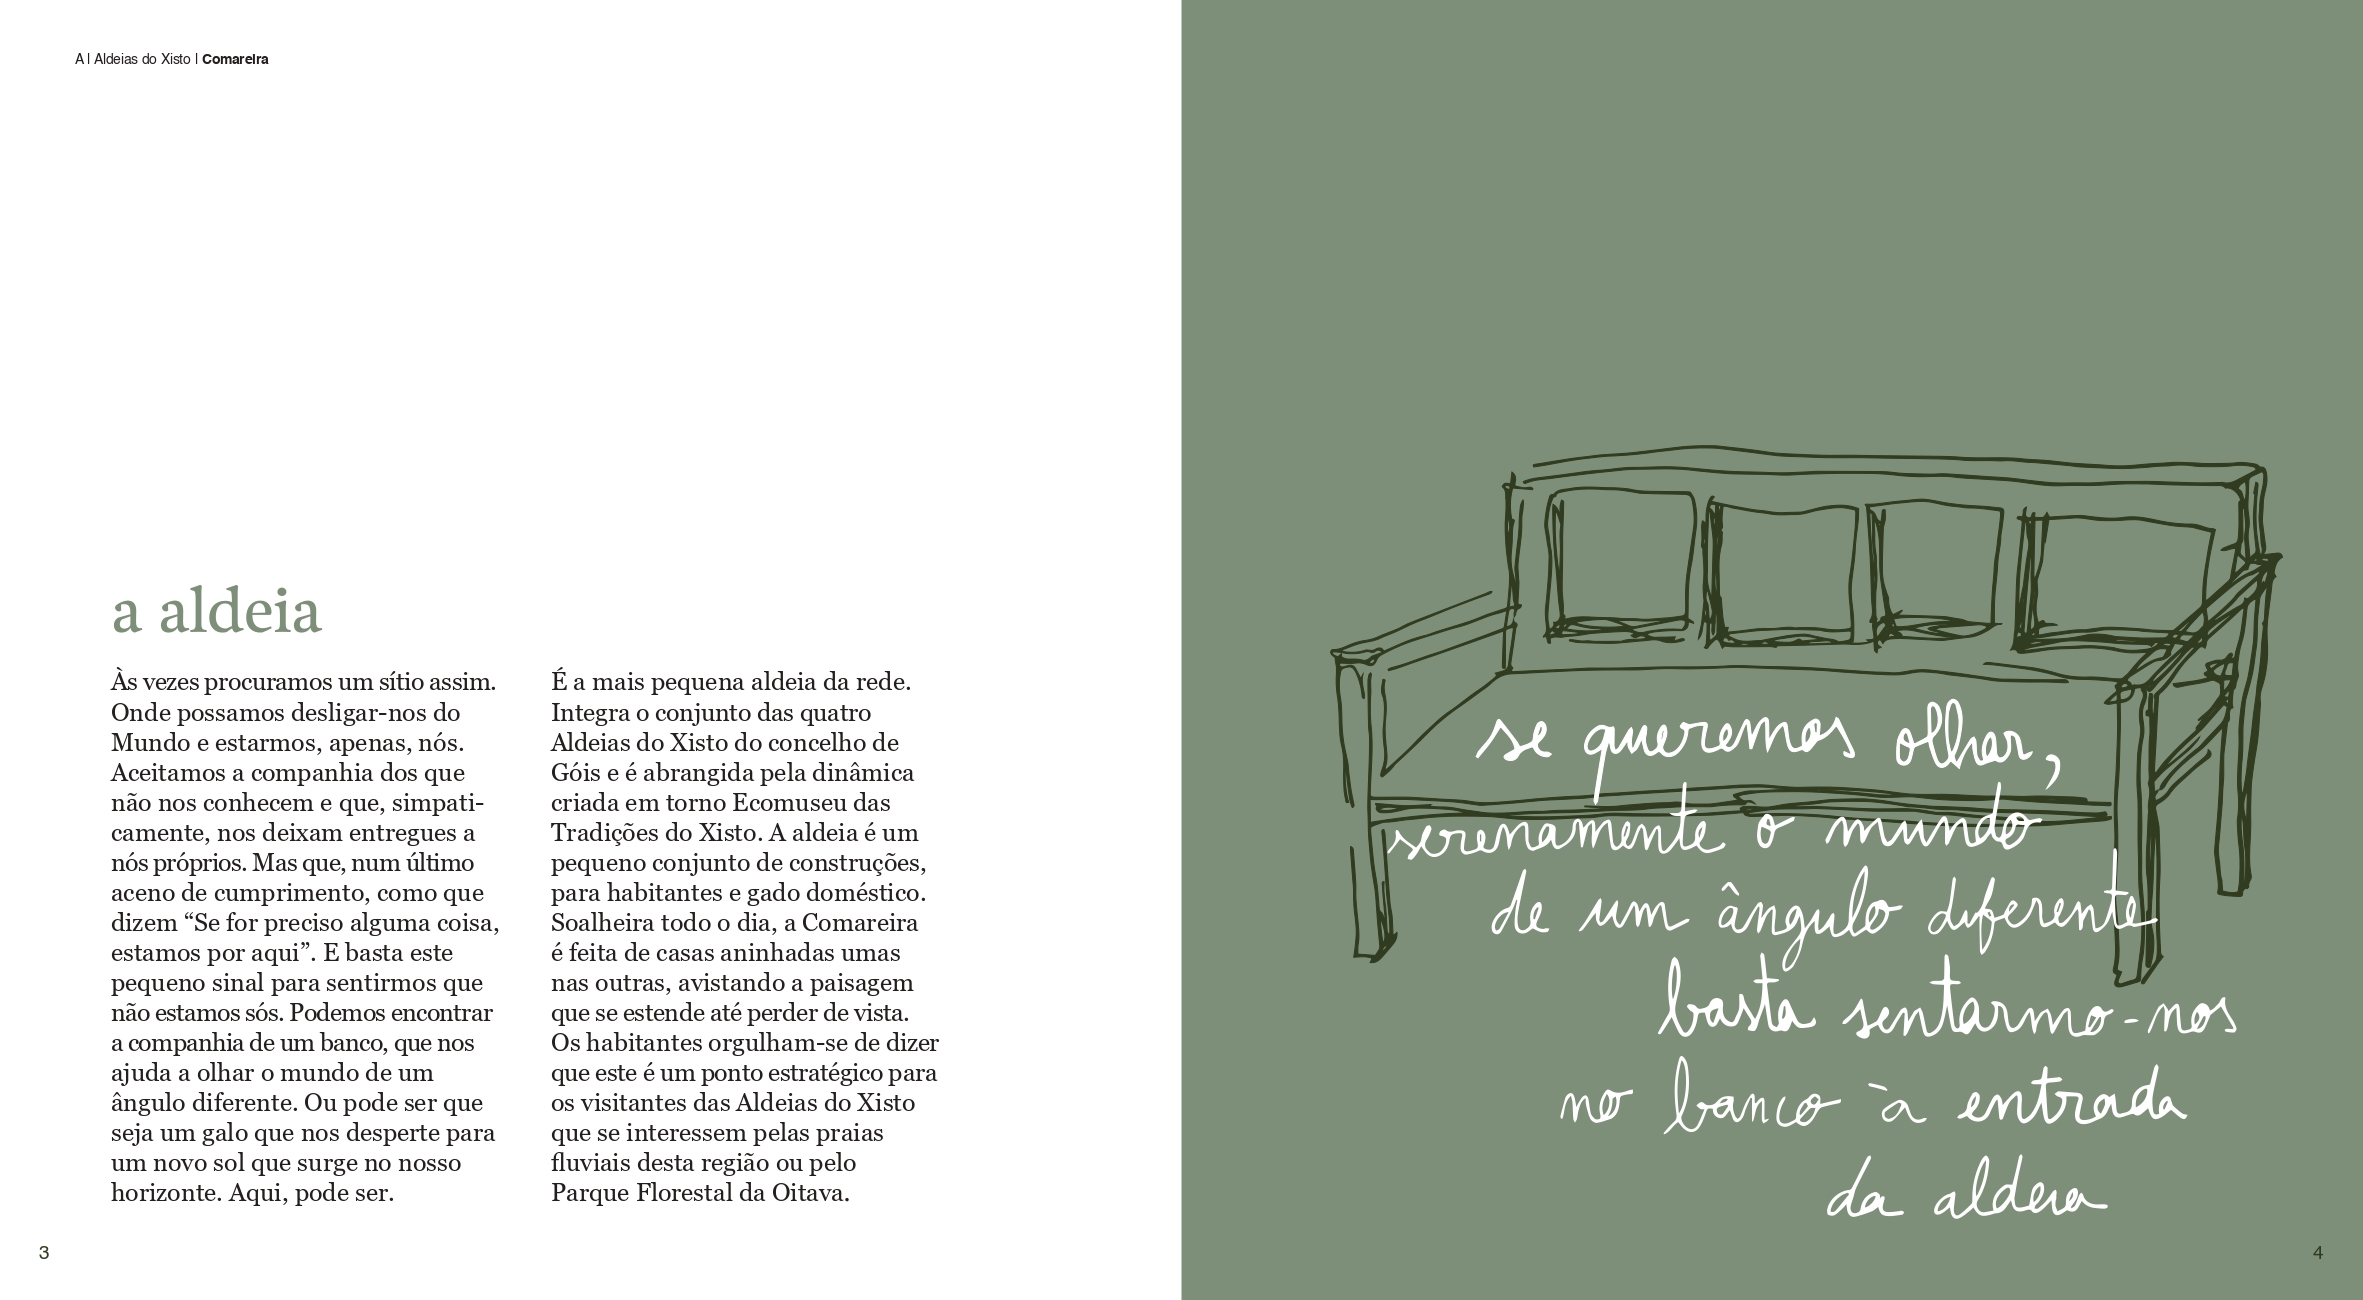 A | Aldeias do Xisto | Comareira
a aldeia
Às vezes procuramos um sítio assim.
Onde possamos desligar-nos do
Mundo e estarmos, apenas, nós.
Aceitamos a companhia dos que
não nos conhecem e que, simpati-
camente, nos deixam entregues a
nós próprios. Mas que, num último
aceno de cumprimento, como que
dizem “Se for preciso alguma coisa,
estamos por aqui”. E basta este
pequeno sinal para sentirmos que
não estamos sós. Podemos encontrar
a companhia de um banco, que nos
ajuda a olhar o mundo de um
ângulo diferente. Ou pode ser que
seja um galo que nos desperte para
um novo sol que surge no nosso
horizonte. Aqui, pode ser.
É a mais pequena aldeia da rede.
Integra o conjunto das quatro
Aldeias do Xisto do concelho de
Góis e é abrangida pela dinâmica
criada em torno Ecomuseu das
Tradições do Xisto. A aldeia é um
pequeno conjunto de construções,
para habitantes e gado doméstico.
Soalheira todo o dia, a Comareira
é feita de casas aninhadas umas
nas outras, avistando a paisagem
que se estende até perder de vista.
Os habitantes orgulham-se de dizer
que este é um ponto estratégico para
os visitantes das Aldeias do Xisto
que se interessem pelas praias
fluviais desta região ou pelo
Parque Florestal da Oitava.
3
se queremos olhar,
serenamente o mundo
de um ângulo diferente
basta sentarmo-nos
no banco à entrada
da aldeia
4